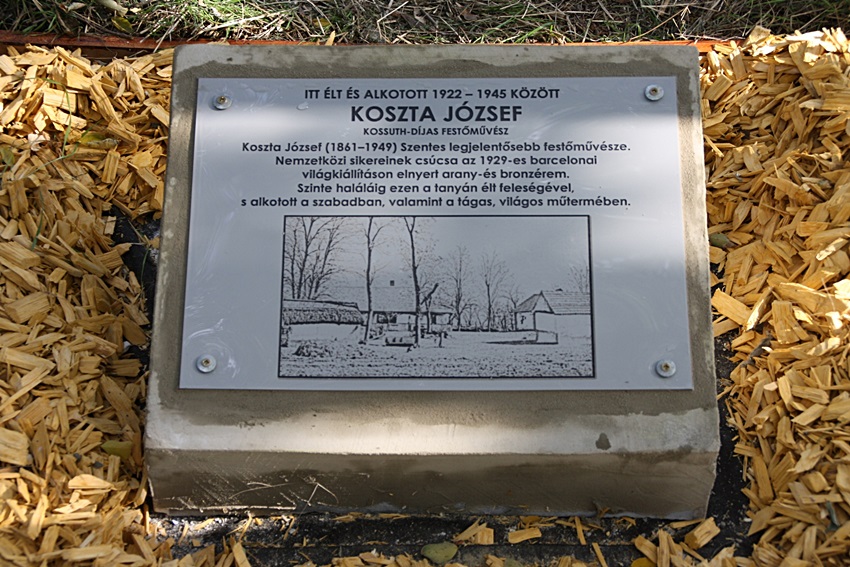 ITT ÉLT ÉS ALKOTOTT 1922 – 1945 KÖZÖTT
KOSZTA JÓZSEF
KOSSUTH-DÍJAS FESTŐMŰVÉSZ
Koszta József (1861–1949) Szentes legjelentősebb festőművésze.
Nemzetközi sikereinek csúcsa az 1929-es barcelonai
világkiállításon elnyert arany-és bronzérem.
Szinte haláláig ezen a tanyán élt feleségével,
s alkotott a szabadban, valamint a tágas, világos műtermében.